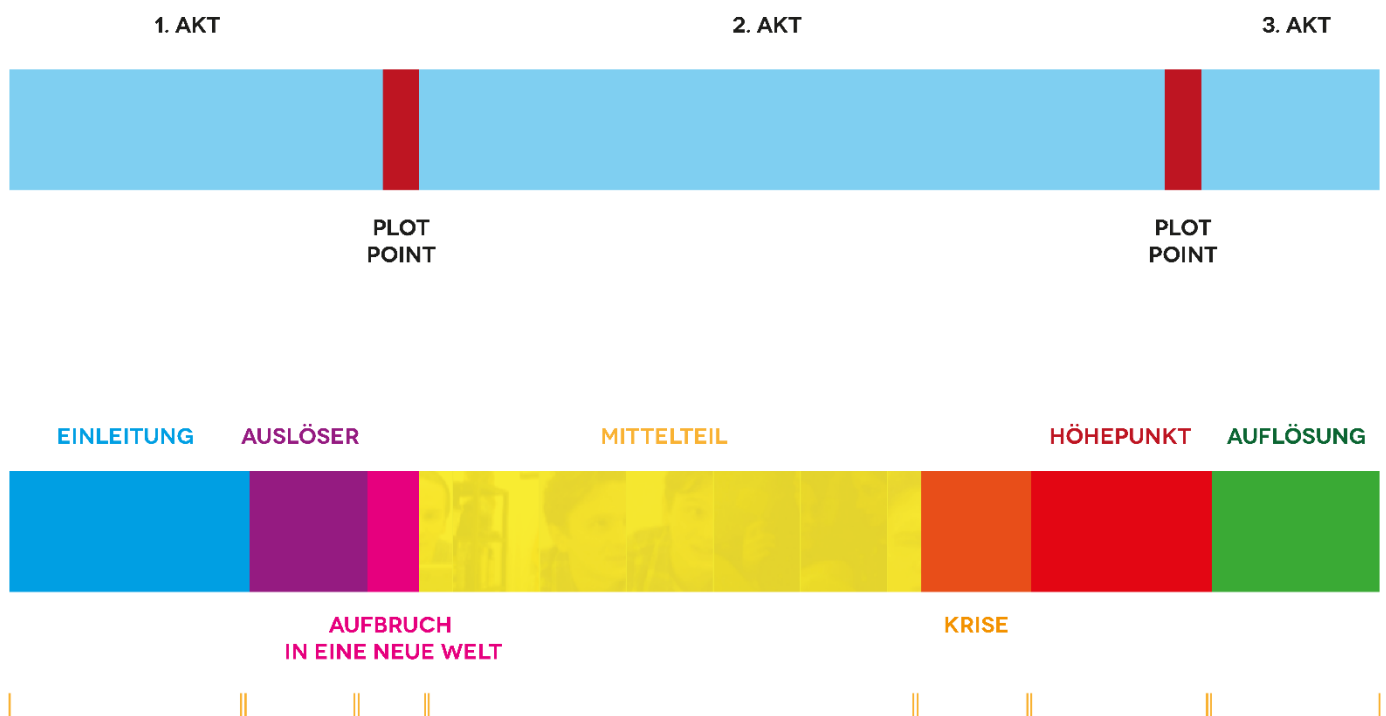 1. AKT
2. AKT
3. AKT
PLOT
POINT
PLOT
POINT
EINLEITUNG
AUSLÖSER
MITTELTEIL
HÖHEPUNKT
AUFLÖSUNG
AUFBRUCH
IN EINE NEUE WELT
KRISE